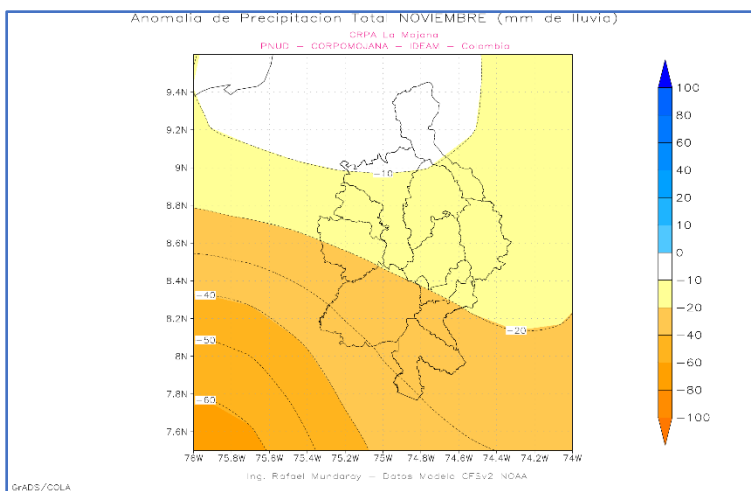 Anomalia de Precipitacion Total NOVIEMBRE (mm de lluvia)
CRPA La Mojana
PNUD – CORPOMOJANA – IDEAM – Colombia
9.4N
9.2N
9N
8.8N
8.6N
8.4N
8.2N
8N
7.8N
7.6N
-10
-20
-40
-50
-60
76W 75.8W 75.6W 75.4W 75.2W 75W 74.8W 74.6W 74.4W 74.2W 74W
100
80
60
40
20
0
-10
-20
-40
-60
-80
-100
Ing. Rafael Mundaray – Datos Modelo CFSv2 NOAA
GrADS/COLA